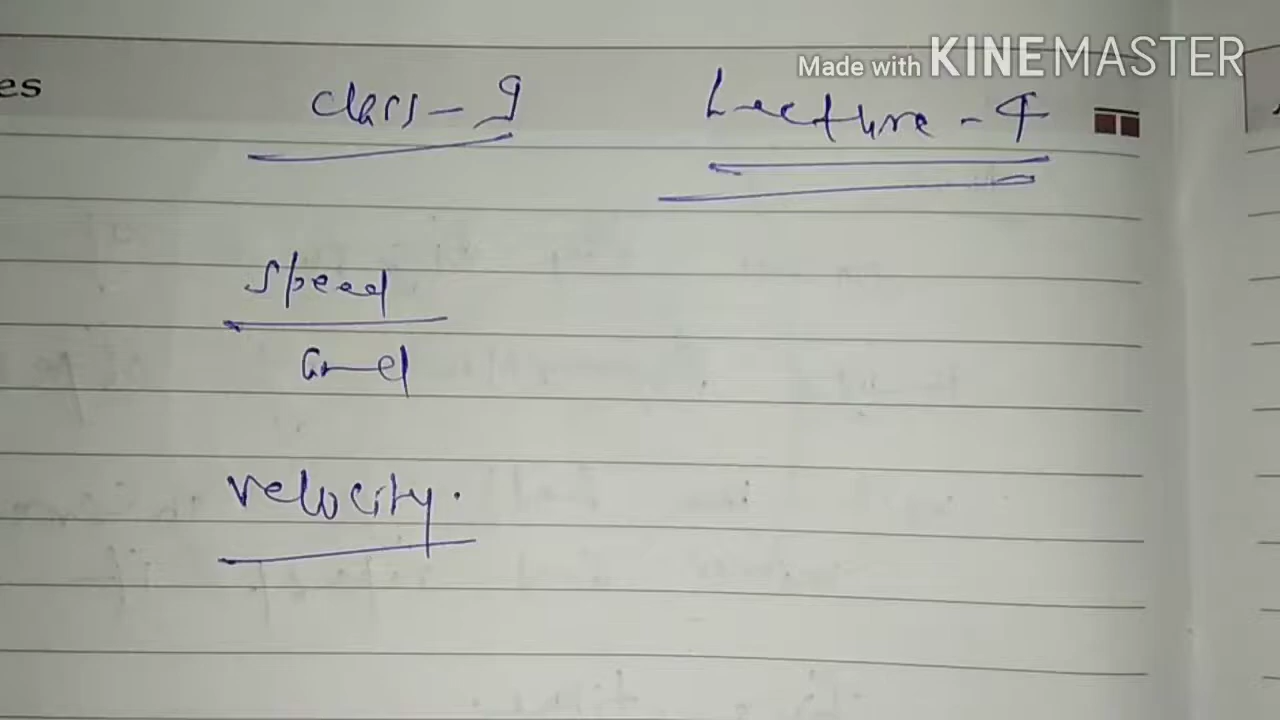 Made with KINEMASTER
es
Class - 9 Lecture - 4
Speed
and
velocity.